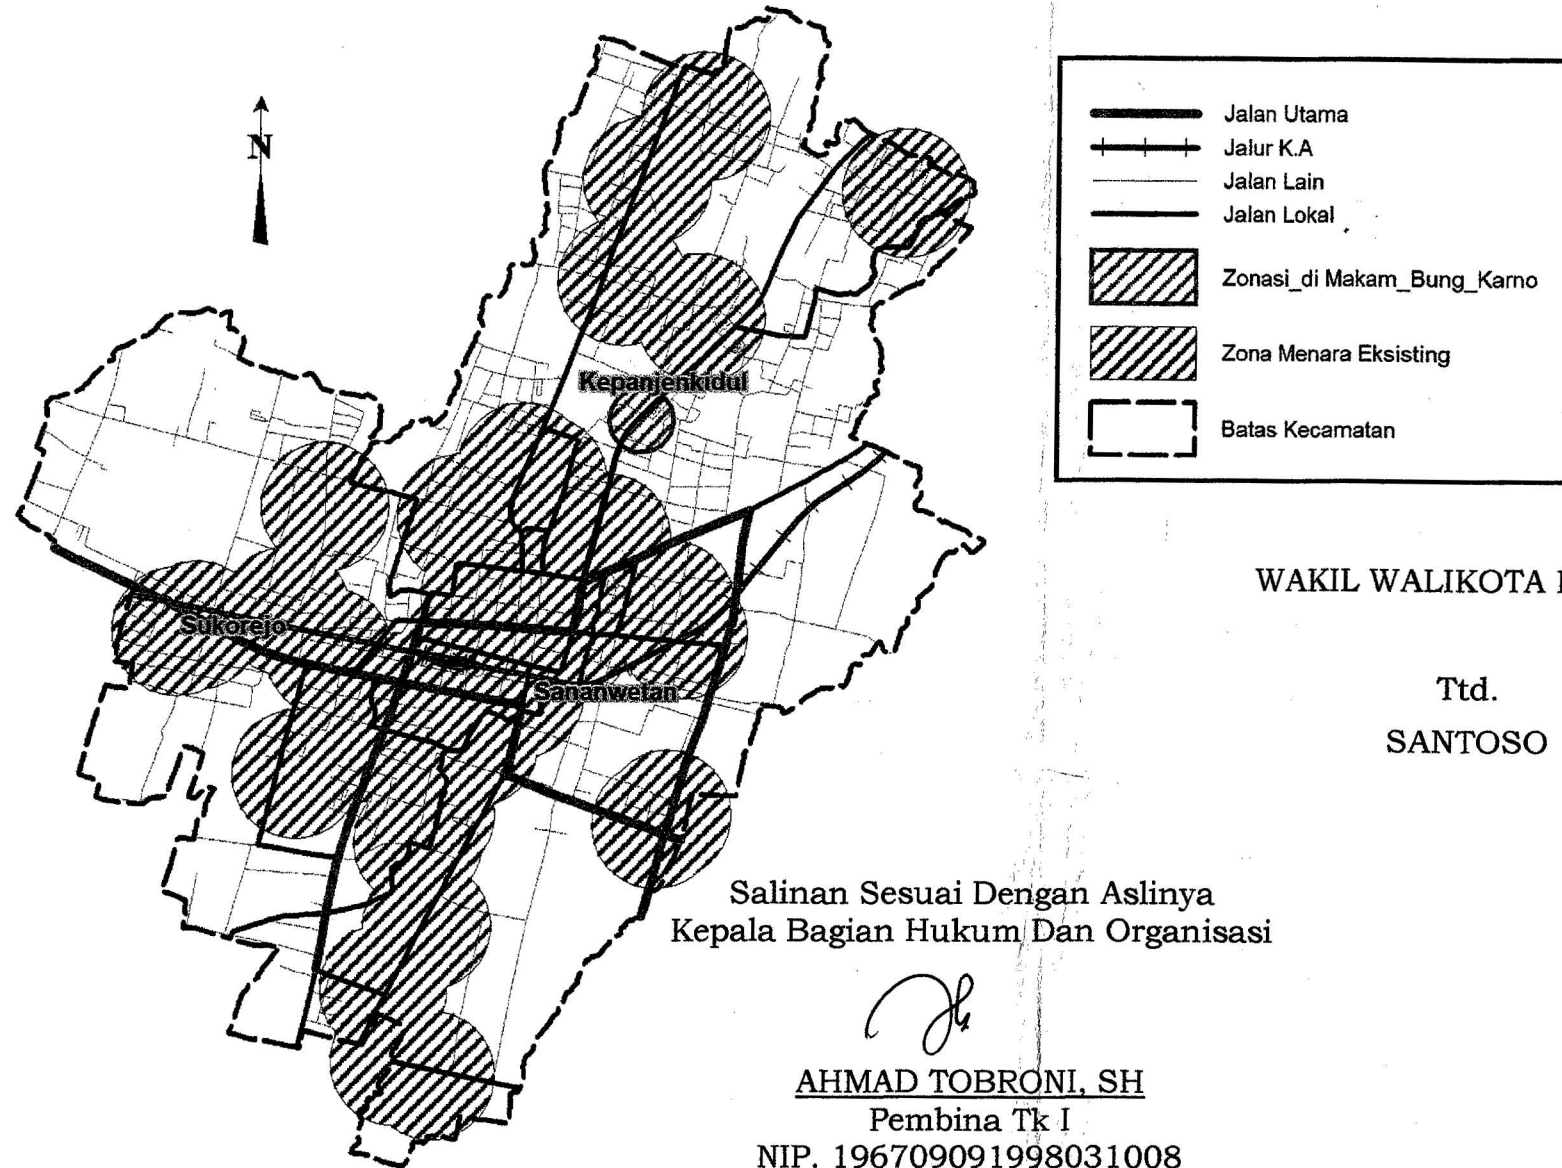 N
Jalan Utama
Jalur K.A
Jalan Lain
Jalan Lokal
Zonasi_di Makam_Bung_Karno
Zona Menara Eksisting
Batas Kecamatan
Kepanjenkidul
Sukorejo
Sananwetan
WAKIL WALIKOTA
Ttd.
SANTOSO
Salinan Sesuai Dengan Aslinya
Kepala Bagian Hukum Dan Organisasi
AHMAD TOBRONI, SH
Pembina Tk I
NIP. 196709091998031008